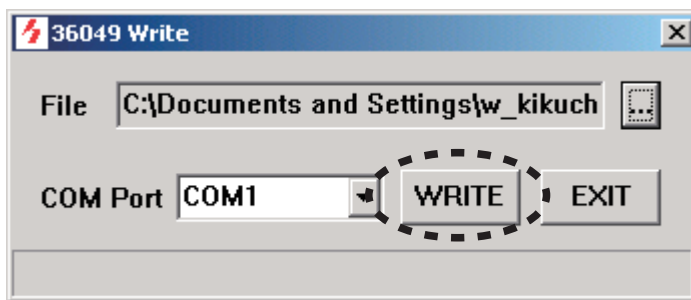 36049 Write
File C:\Documents and Settings\w_kikuch ...
COM Port COM1 WRITE EXIT